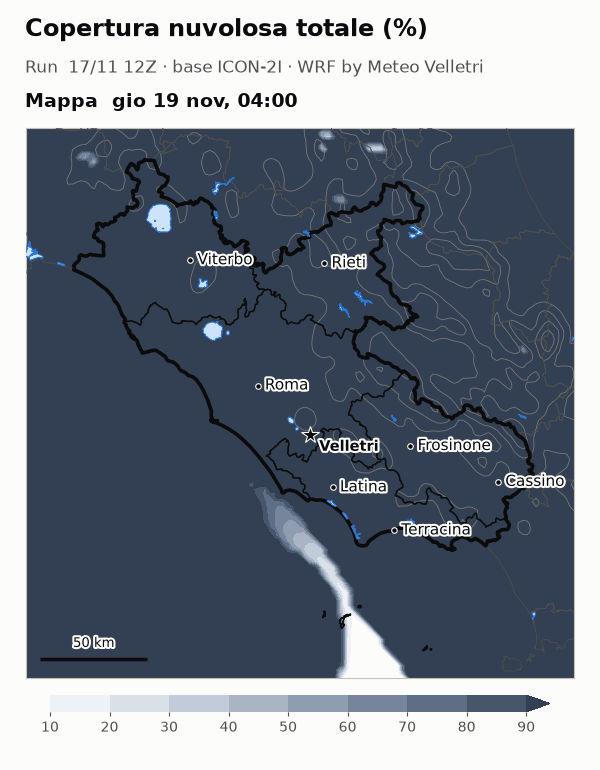 Copertura nuvolosa totale (%)
Run  17/11 12Z · base ICON-2I · WRF by Meteo Velletri
Mappa  gio 19 nov, 04:00
Viterbo
Rieti
Roma
Velletri
Frosinone
Cassino
Latina
Terracina
50 km
10 20 30 40 50 60 70 80 90